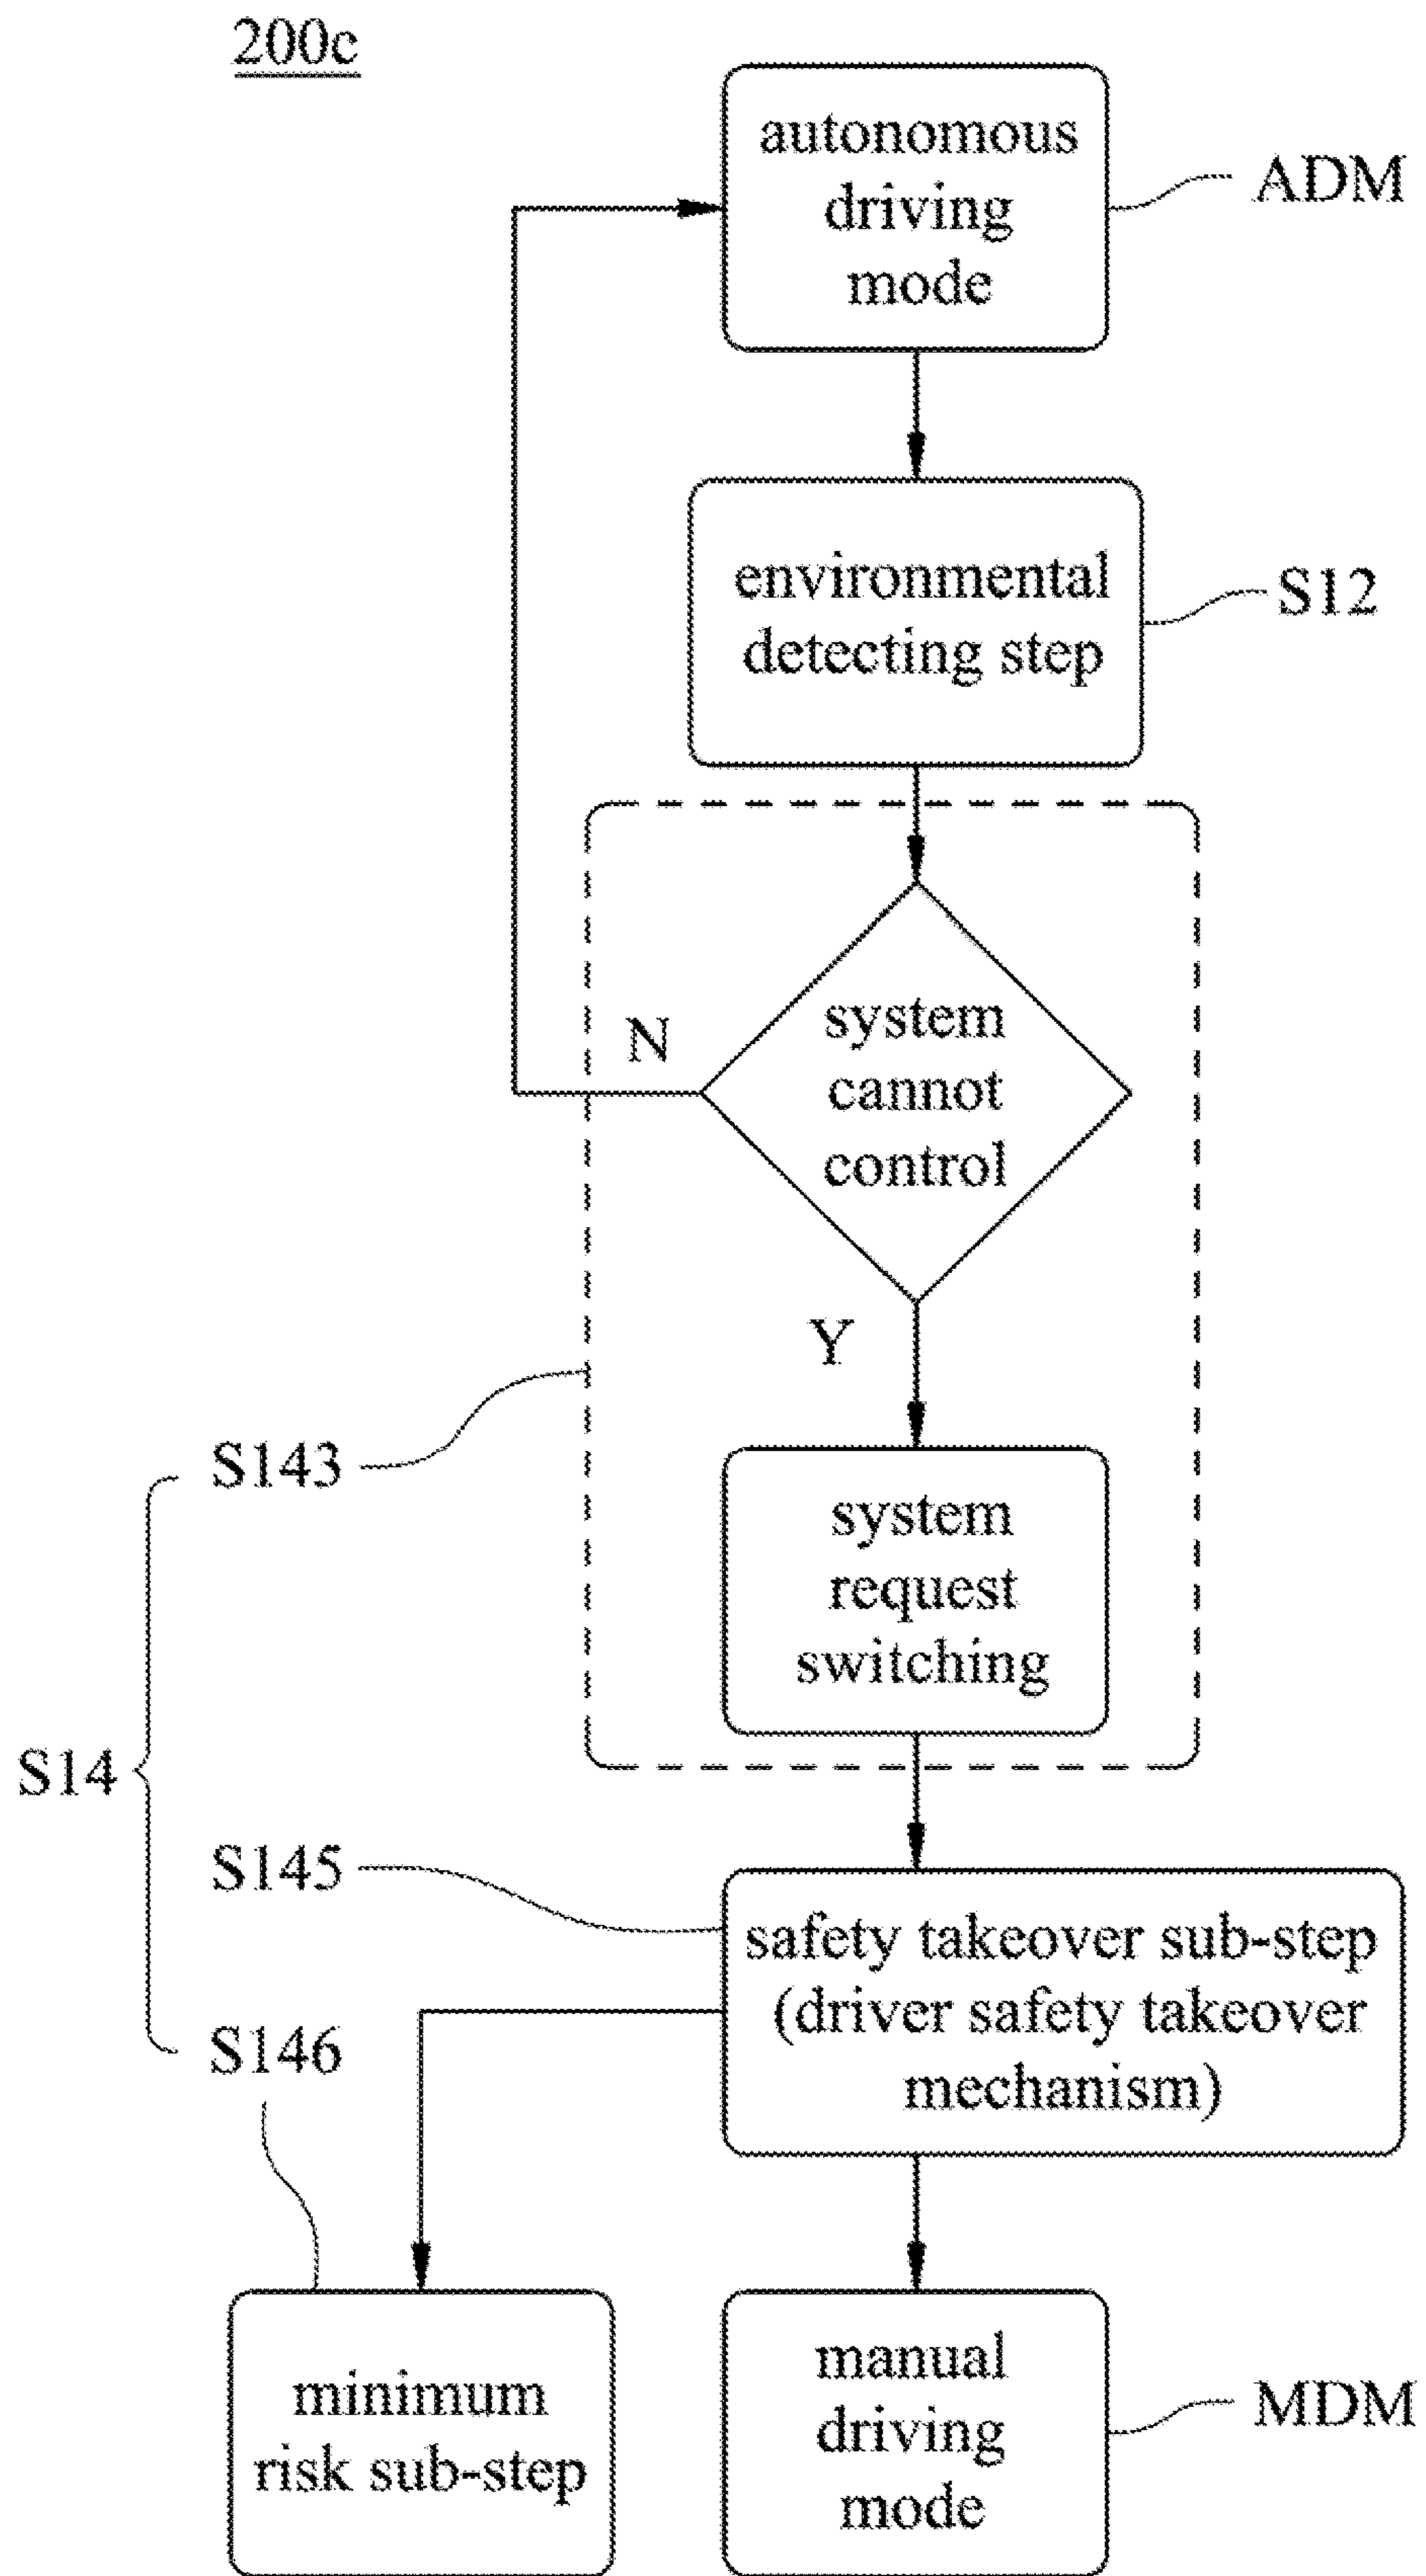 200c
autonomous
driving
mode
ADM
environmental
detecting step
S12
system
cannot
control
N
Y
S143
system
request
switching
S14
S145
safety takeover sub-step
(driver safety takeover
mechanism)
S146
minimum
risk sub-step
manual
driving
mode
MDM